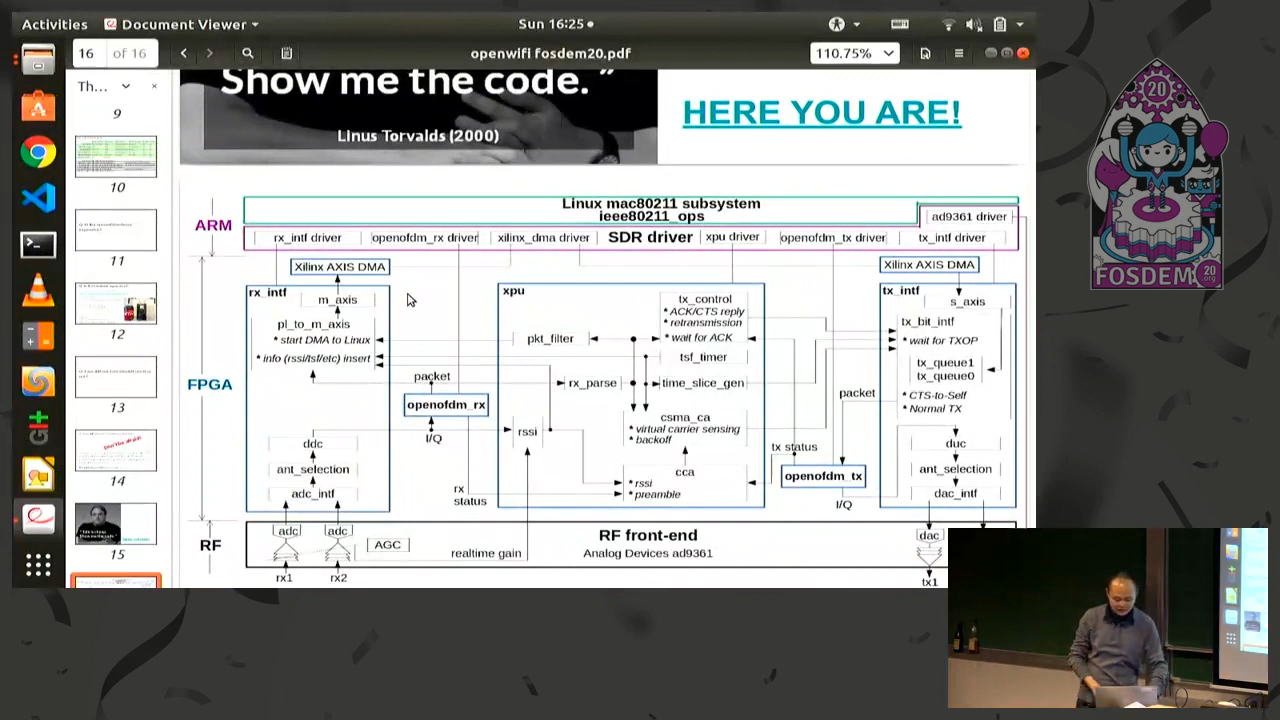 Activities
Document Viewer
Sun 16:25
16 of 16
openwifi fosdem20.pdf
110.75%
Th...
9
10
11
12
13
14
15
Show me the code. ”
Linus Torvalds (2000)
HERE YOU ARE!
ARM
Linux mac80211 subsystem
ieee80211_ops
ad9361 driver
rx_intf driver
openofdm_rx driver
xilinx_dma driver
SDR driver
xpu driver
openofdm_tx driver
tx_intf driver
FPGA
Xilinx AXIS DMA
rx_intf
m_axis
pl_to_m_axis
* start DMA to Linux
* info (rssi/tsf/etc) insert
packet
openofdm_rx
I/Q
ddc
ant_selection
adc_intf
rx
status
xpu
pkt_filter
rx_parse
rssi
tx_control
* ACK/CTS reply
* retransmission
* wait for ACK
tsf_timer
time_slice_gen
csma_ca
* virtual carrier sensing
* backoff
cca
* rssi
* preamble
tx status
openofdm_tx
I/Q
packet
Xilinx AXIS DMA
tx_intf
s_axis
tx_bit_intf
* wait for TXOP
tx_queue1
tx_queue0
* CTS-to-Self
* Normal TX
duc
ant_selection
dac_intf
RF
adc
adc
AGC
realtime gain
RF front-end
Analog Devices ad9361
dac
rx1
rx2
tx1
20
FOSDEM
20
.org